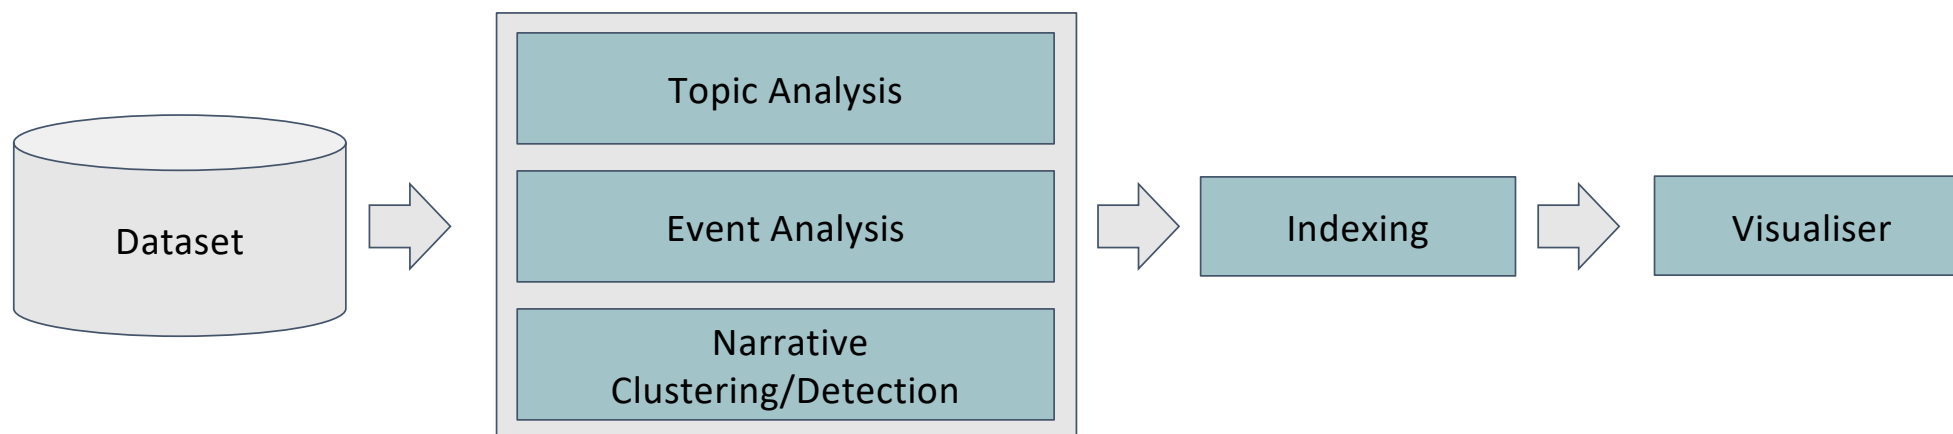 Dataset
Topic Analysis
Event Analysis
Narrative
Clustering/Detection
Indexing
Visualiser